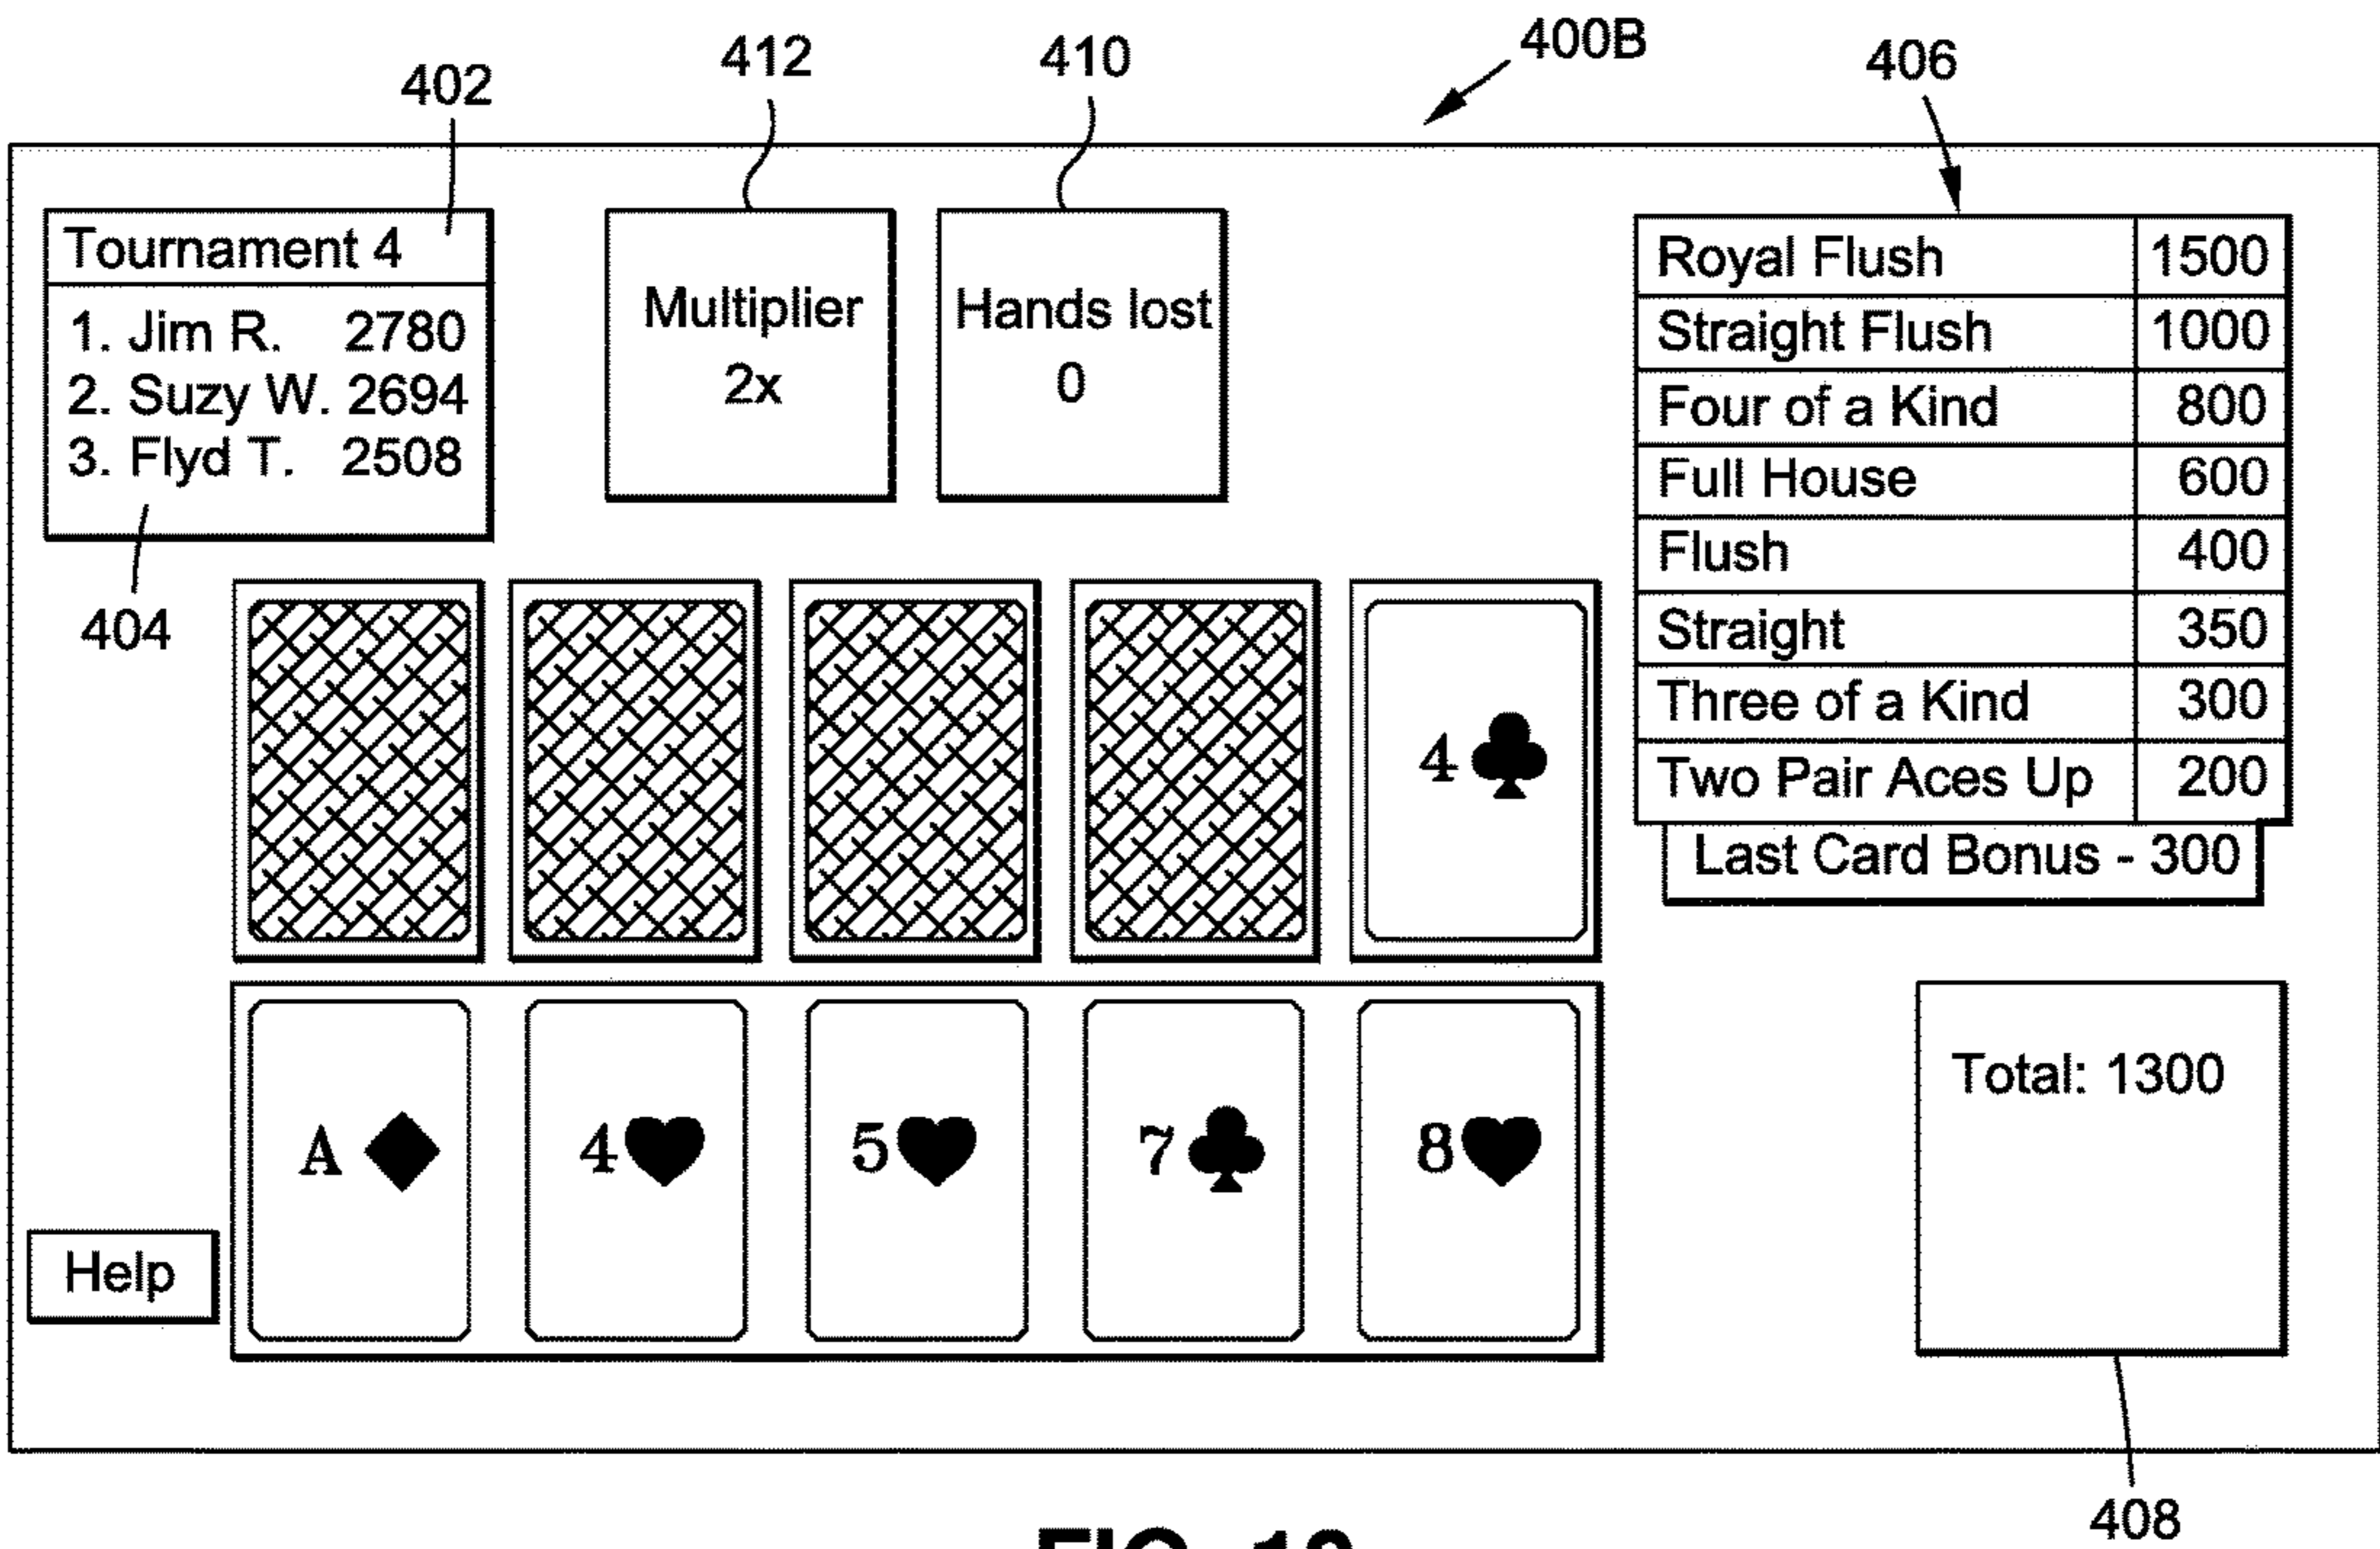 400B
412
410
406
402
Tournament 4
1. Jim R. 2780
2. Suzy W. 2694
3. Flyd T. 2508
404
Multiplier
2x
Hands lost
0
Royal Flush 1500
Straight Flush 1000
Four of a Kind 800
Full House 600
Flush 400
Straight 350
Three of a Kind 300
Two Pair Aces Up 200
Last Card Bonus - 300
4
A 4 5 7 8
Total: 1300
Help
408